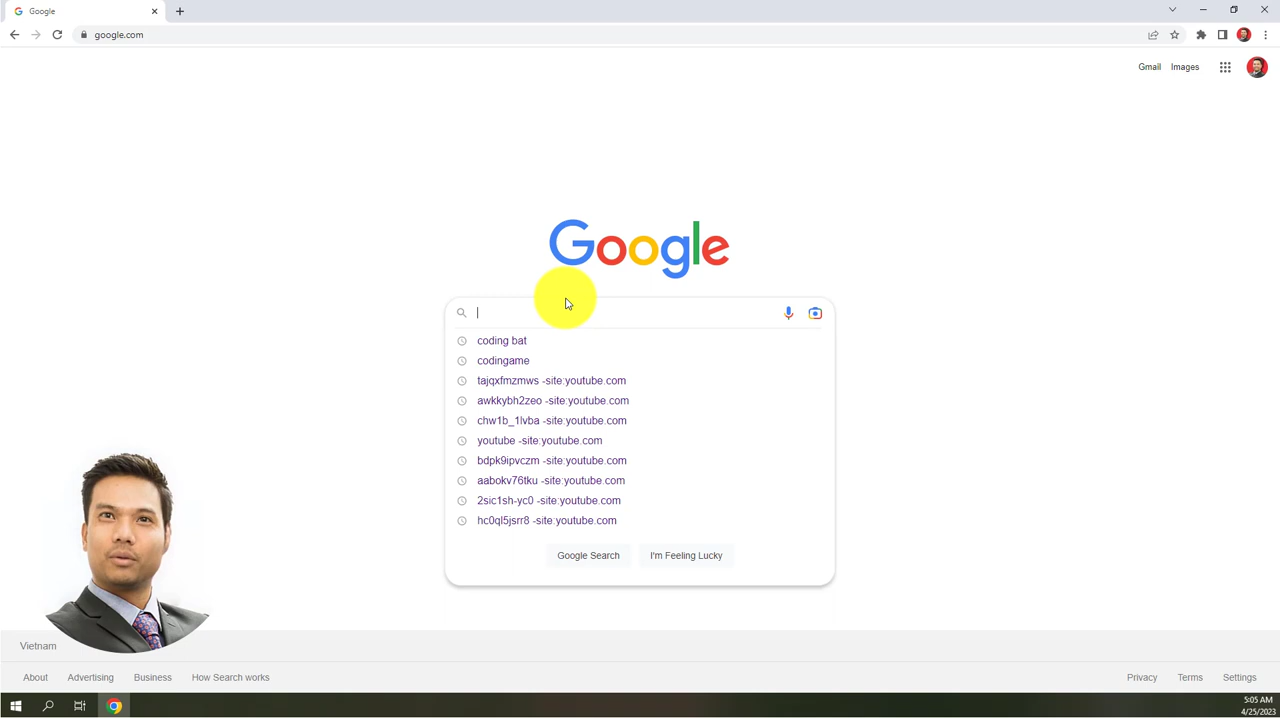 Google
google.com
Gmail Images
Google
coding bat
codingame
tajqxfmzmws -site:youtube.com
awkkybh2zeo -site:youtube.com
chw1b_1lvba -site:youtube.com
youtube -site:youtube.com
bdpk9ipvczm -site:youtube.com
aabokv76tku -site:youtube.com
2sic1sh-yc0 -site:youtube.com
hc0ql5jsrr8 -site:youtube.com
Google Search I'm Feeling Lucky
Vietnam
About Advertising Business How Search works Privacy Terms Settings
5:05 AM
4/25/2023